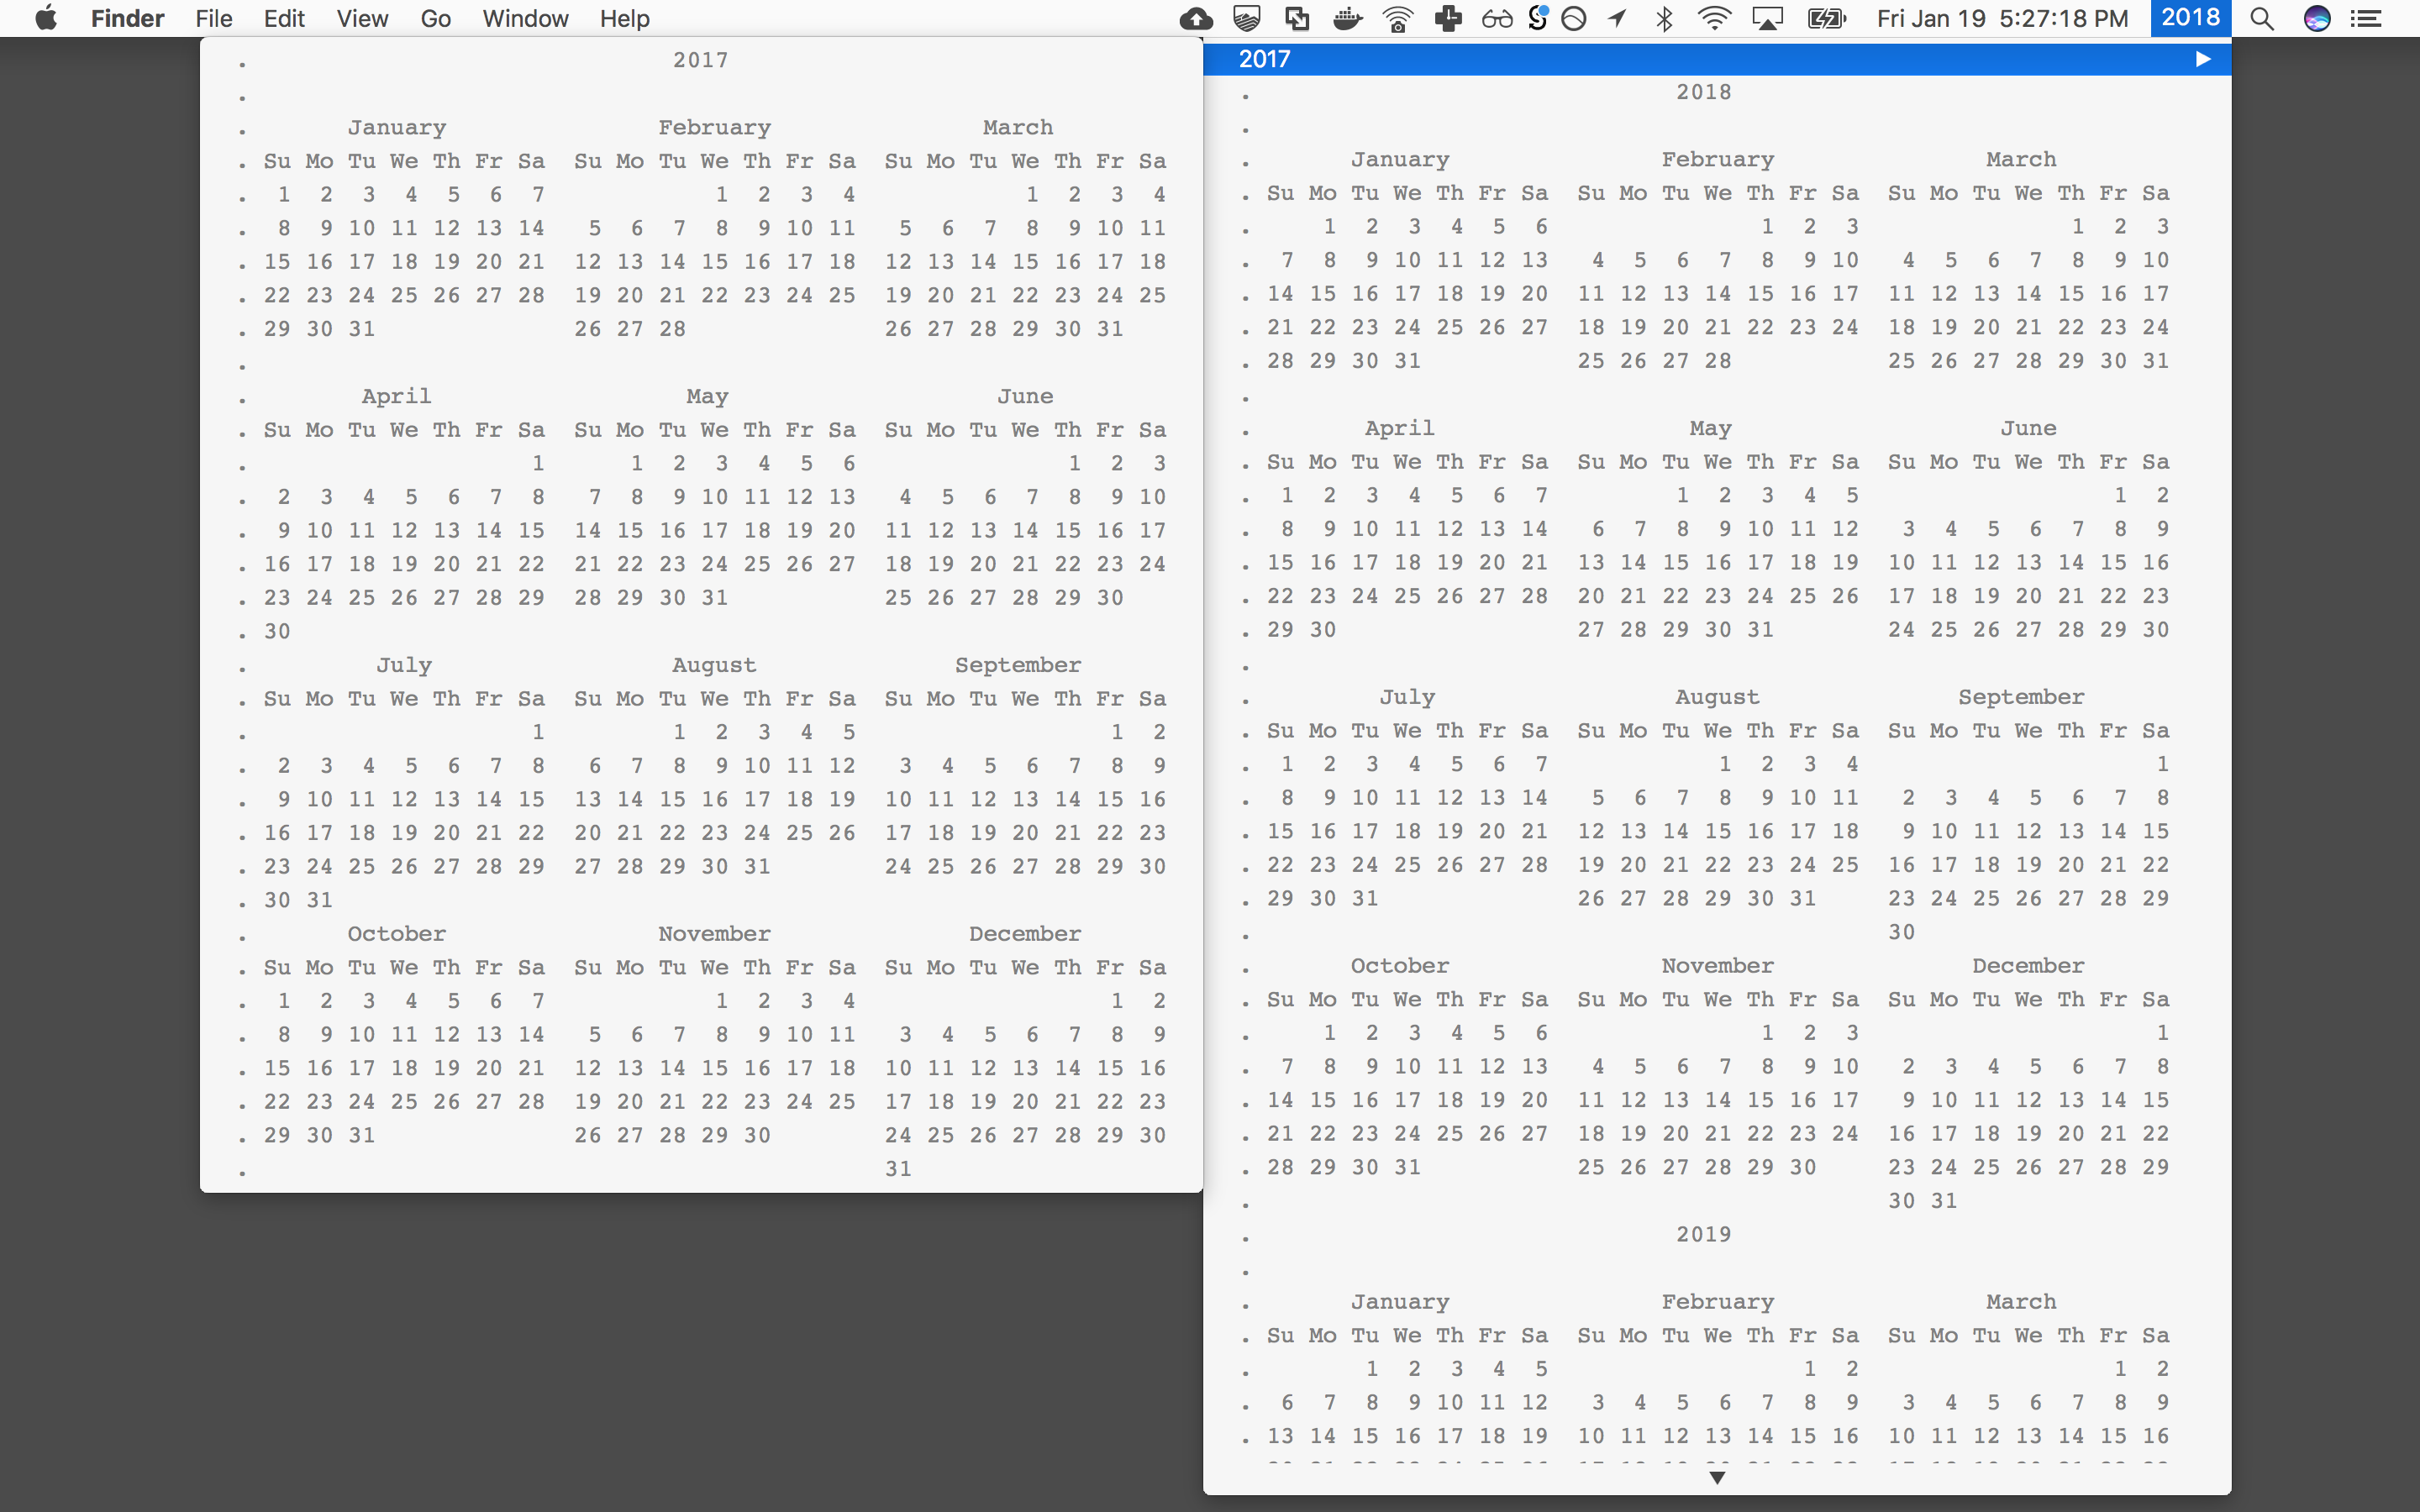 Finder File Edit View Go Window Help Fri Jan 19 5:27:18 PM 2018
. 2017
.
. January February March
. Su Mo Tu We Th Fr Sa Su Mo Tu We Th Fr Sa Su Mo Tu We Th Fr Sa
. 1 2 3 4 5 6 7 1 2 3 4 1 2 3 4
. 8 9 10 11 12 13 14 5 6 7 8 9 10 11 5 6 7 8 9 10 11
. 15 16 17 18 19 20 21 12 13 14 15 16 17 18 12 13 14 15 16 17 18
. 22 23 24 25 26 27 28 19 20 21 22 23 24 25 19 20 21 22 23 24 25
. 29 30 31 26 27 28 26 27 28 29 30 31
.
. April May June
. Su Mo Tu We Th Fr Sa Su Mo Tu We Th Fr Sa Su Mo Tu We Th Fr Sa
. 1 1 2 3 4 5 6 1 2 3
. 2 3 4 5 6 7 8 7 8 9 10 11 12 13 4 5 6 7 8 9 10
. 9 10 11 12 13 14 15 14 15 16 17 18 19 20 11 12 13 14 15 16 17
. 16 17 18 19 20 21 22 21 22 23 24 25 26 27 18 19 20 21 22 23 24
. 23 24 25 26 27 28 29 28 29 30 31 25 26 27 28 29 30
. 30
. July August September
. Su Mo Tu We Th Fr Sa Su Mo Tu We Th Fr Sa Su Mo Tu We Th Fr Sa
. 1 1 2 3 4 5 1 2
. 2 3 4 5 6 7 8 6 7 8 9 10 11 12 3 4 5 6 7 8 9
. 9 10 11 12 13 14 15 13 14 15 16 17 18 19 10 11 12 13 14 15 16
. 16 17 18 19 20 21 22 20 21 22 23 24 25 26 17 18 19 20 21 22 23
. 23 24 25 26 27 28 29 27 28 29 30 31 24 25 26 27 28 29 30
. 30 31
. October November December
. Su Mo Tu We Th Fr Sa Su Mo Tu We Th Fr Sa Su Mo Tu We Th Fr Sa
. 1 2 3 4 5 6 7 1 2 3 4 1 2
. 8 9 10 11 12 13 14 5 6 7 8 9 10 11 3 4 5 6 7 8 9
. 15 16 17 18 19 20 21 12 13 14 15 16 17 18 10 11 12 13 14 15 16
. 22 23 24 25 26 27 28 19 20 21 22 23 24 25 17 18 19 20 21 22 23
. 29 30 31 26 27 28 29 30 24 25 26 27 28 29 30
. 31
2017
. 2018
.
. January February March
. Su Mo Tu We Th Fr Sa Su Mo Tu We Th Fr Sa Su Mo Tu We Th Fr Sa
. 1 2 3 4 5 6 1 2 3 1 2 3
. 7 8 9 10 11 12 13 4 5 6 7 8 9 10 4 5 6 7 8 9 10
. 14 15 16 17 18 19 20 11 12 13 14 15 16 17 11 12 13 14 15 16 17
. 21 22 23 24 25 26 27 18 19 20 21 22 23 24 18 19 20 21 22 23 24
. 28 29 30 31 25 26 27 28 25 26 27 28 29 30 31
.
. April May June
. Su Mo Tu We Th Fr Sa Su Mo Tu We Th Fr Sa Su Mo Tu We Th Fr Sa
. 1 2 3 4 5 6 7 1 2 3 4 5 1 2
. 8 9 10 11 12 13 14 6 7 8 9 10 11 12 3 4 5 6 7 8 9
. 15 16 17 18 19 20 21 13 14 15 16 17 18 19 10 11 12 13 14 15 16
. 22 23 24 25 26 27 28 20 21 22 23 24 25 26 17 18 19 20 21 22 23
. 29 30 27 28 29 30 31 24 25 26 27 28 29 30
.
. July August September
. Su Mo Tu We Th Fr Sa Su Mo Tu We Th Fr Sa Su Mo Tu We Th Fr Sa
. 1 2 3 4 5 6 7 1 2 3 4 1
. 8 9 10 11 12 13 14 5 6 7 8 9 10 11 2 3 4 5 6 7 8
. 15 16 17 18 19 20 21 12 13 14 15 16 17 18 9 10 11 12 13 14 15
. 22 23 24 25 26 27 28 19 20 21 22 23 24 25 16 17 18 19 20 21 22
. 29 30 31 26 27 28 29 30 31 23 24 25 26 27 28 29
. 30
. October November December
. Su Mo Tu We Th Fr Sa Su Mo Tu We Th Fr Sa Su Mo Tu We Th Fr Sa
. 1 2 3 4 5 6 1 2 3 1
. 7 8 9 10 11 12 13 4 5 6 7 8 9 10 2 3 4 5 6 7 8
. 14 15 16 17 18 19 20 11 12 13 14 15 16 17 9 10 11 12 13 14 15
. 21 22 23 24 25 26 27 18 19 20 21 22 23 24 16 17 18 19 20 21 22
. 28 29 30 31 25 26 27 28 29 30 23 24 25 26 27 28 29
. 30 31
. 2019
.
. January February March
. Su Mo Tu We Th Fr Sa Su Mo Tu We Th Fr Sa Su Mo Tu We Th Fr Sa
. 1 2 3 4 5 1 2 1 2
. 6 7 8 9 10 11 12 3 4 5 6 7 8 9 3 4 5 6 7 8 9
. 13 14 15 16 17 18 19 10 11 12 13 14 15 16 10 11 12 13 14 15 16